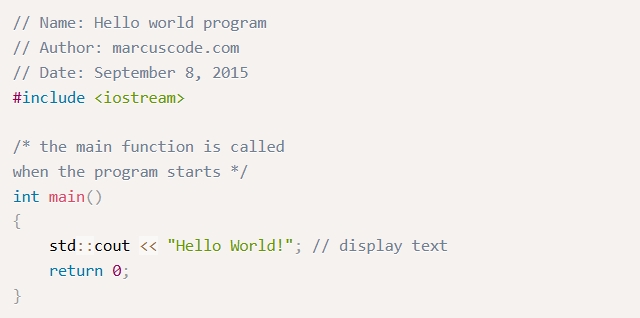 // Name: Hello world program
// Author: marcuscode.com
// Date: September 8, 2015
#include <iostream>

/* the main function is called
when the program starts */
int main()
{
    std::cout << "Hello World!"; // display text
    return 0;
}